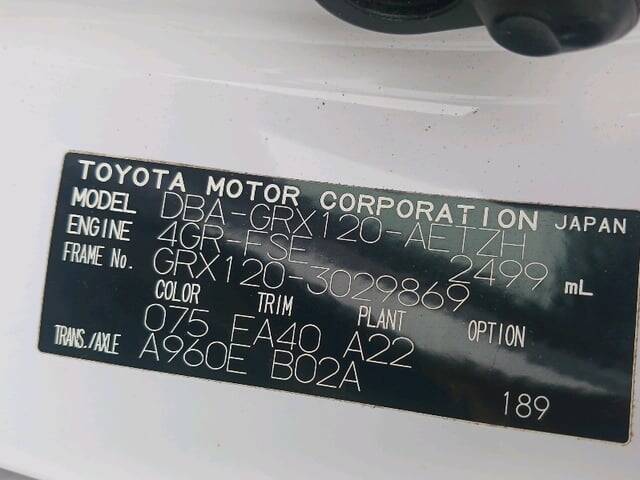 TOYOTA MOTOR CORPORATION JAPAN
MODEL DBA-GRX120-AETZH
ENGINE 4GR-FSE 2499 mL
FRAME No. GRX120-3029869
COLOR TRIM PLANT OPTION
075 FA40 A22
TRANS./AXLE A960E B02A
189